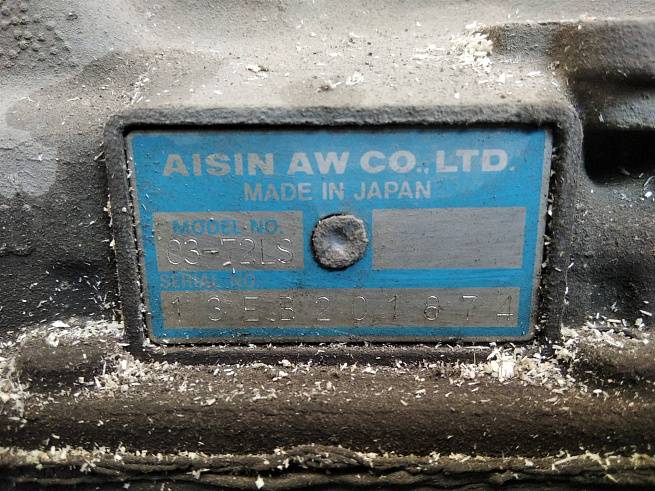 AISIN AW CO., LTD.
MADE IN JAPAN
MODEL NO.
03-72LS
SERIAL NO.
13EB201674